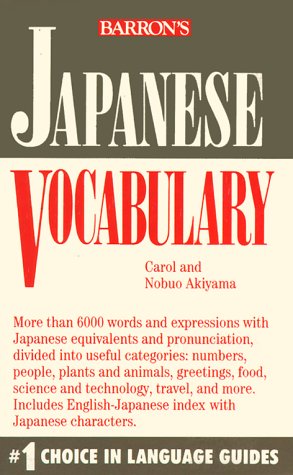 BARRON'S
JAPANESE
VOCABULARY
Carol and
Nobuo Akiyama
More than 6000 words and expressions with
Japanese equivalents and pronunciation,
divided into useful categories: numbers,
people, plants and animals, greetings, food,
science and technology, travel, and more.
Includes English-Japanese index with
Japanese characters.
#1 CHOICE IN LANGUAGE GUIDES